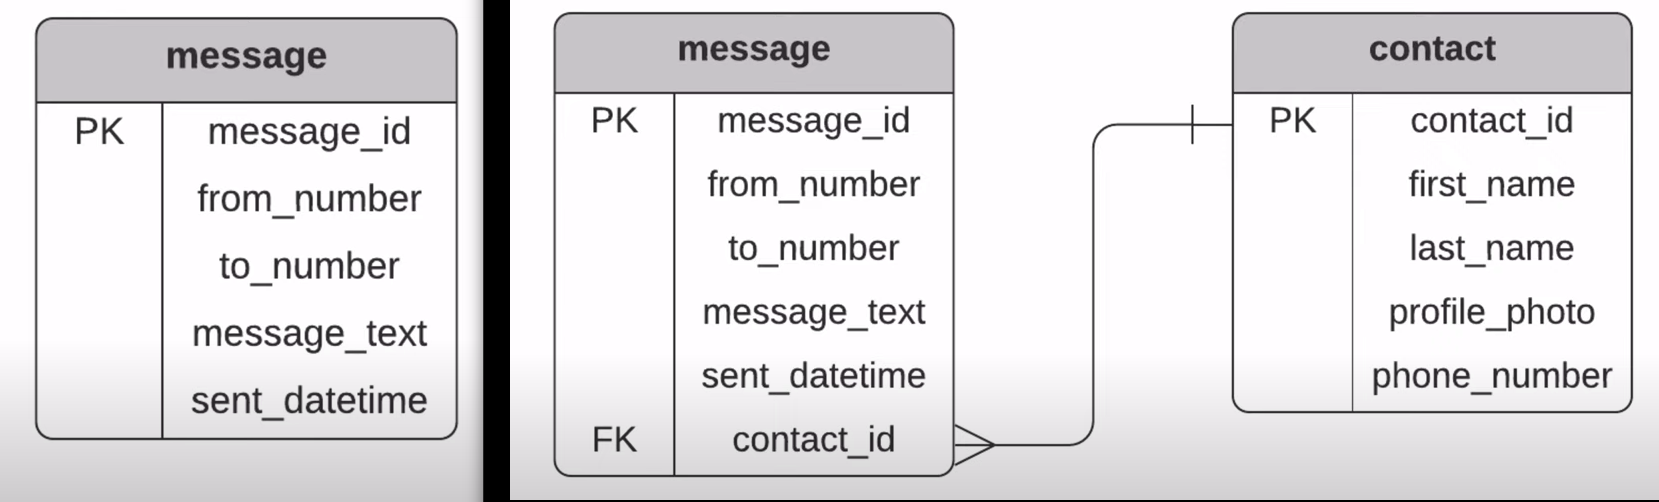 message
PK message_id
from_number
to_number
message_text
sent_datetime
message
PK message_id
from_number
to_number
message_text
sent_datetime
FK contact_id
contact
PK contact_id
first_name
last_name
profile_photo
phone_number